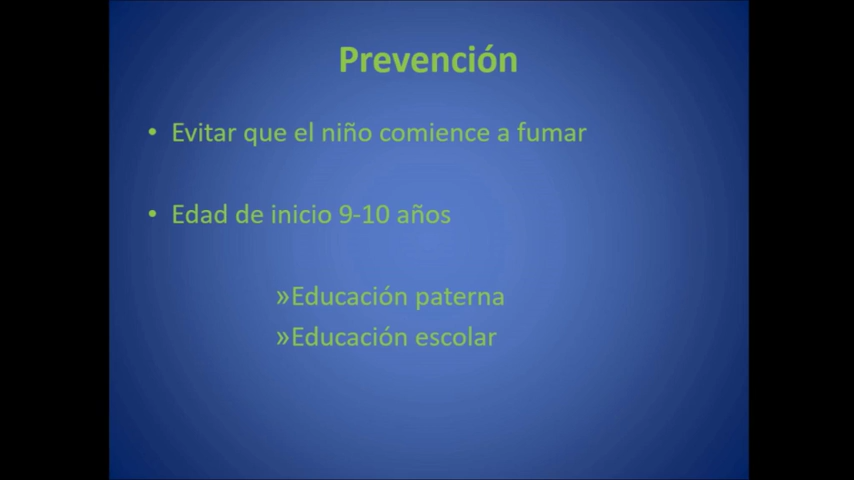 Prevención
• Evitar que el niño comience a fumar
• Edad de inicio 9-10 años
»Educación paterna
»Educación escolar